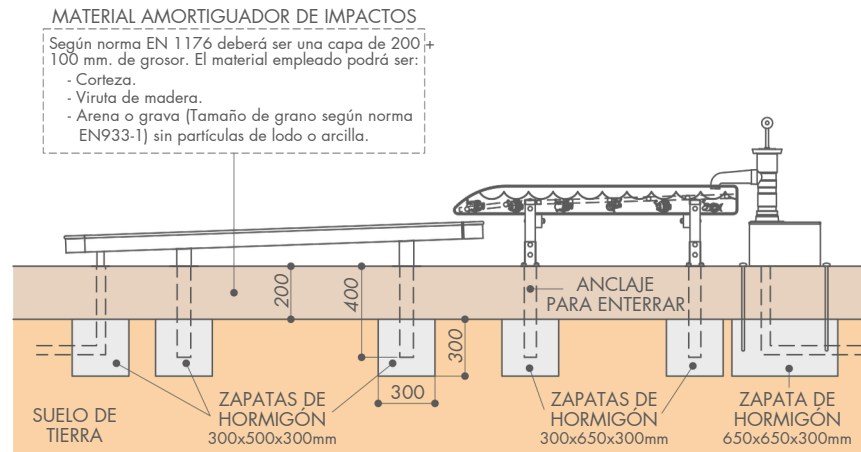 MATERIAL AMORTIGUADOR DE IMPACTOS
Según norma EN 1176 deberá ser una capa de 200 +
100 mm. de grosor. El material empleado podrá ser:
- Corteza.
- Viruta de madera.
- Arena o grava (Tamaño de grano según norma
EN933-1) sin partículas de lodo o arcilla.
200
400
ANCLAJE
PARA ENTERRAR
300
300
SUELO DE
TIERRA
ZAPATAS DE
HORMIGÓN
300x500x300mm
ZAPATAS DE
HORMIGÓN
300x650x300mm
ZAPATA DE
HORMIGÓN
650x650x300mm